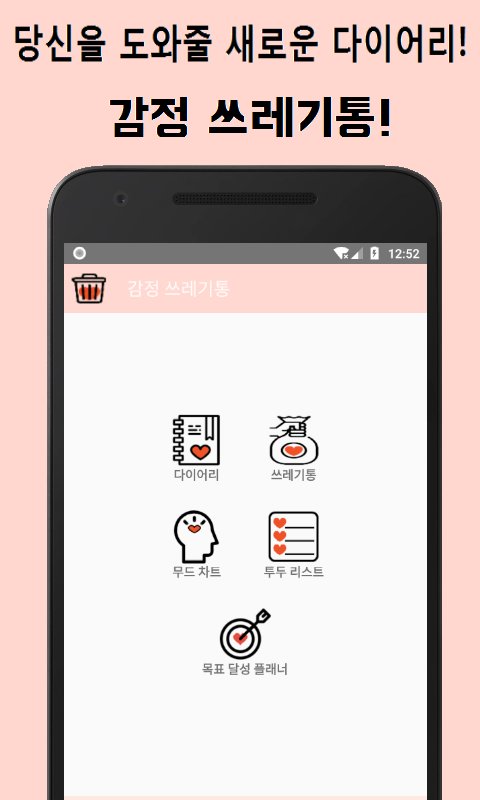 당신을 도와줄 새로운 다이어리!
감정 쓰레기통!
12:52
감정 쓰레기통
다이어리 쓰레기통
무드 차트 투두 리스트
목표 달성 플래너